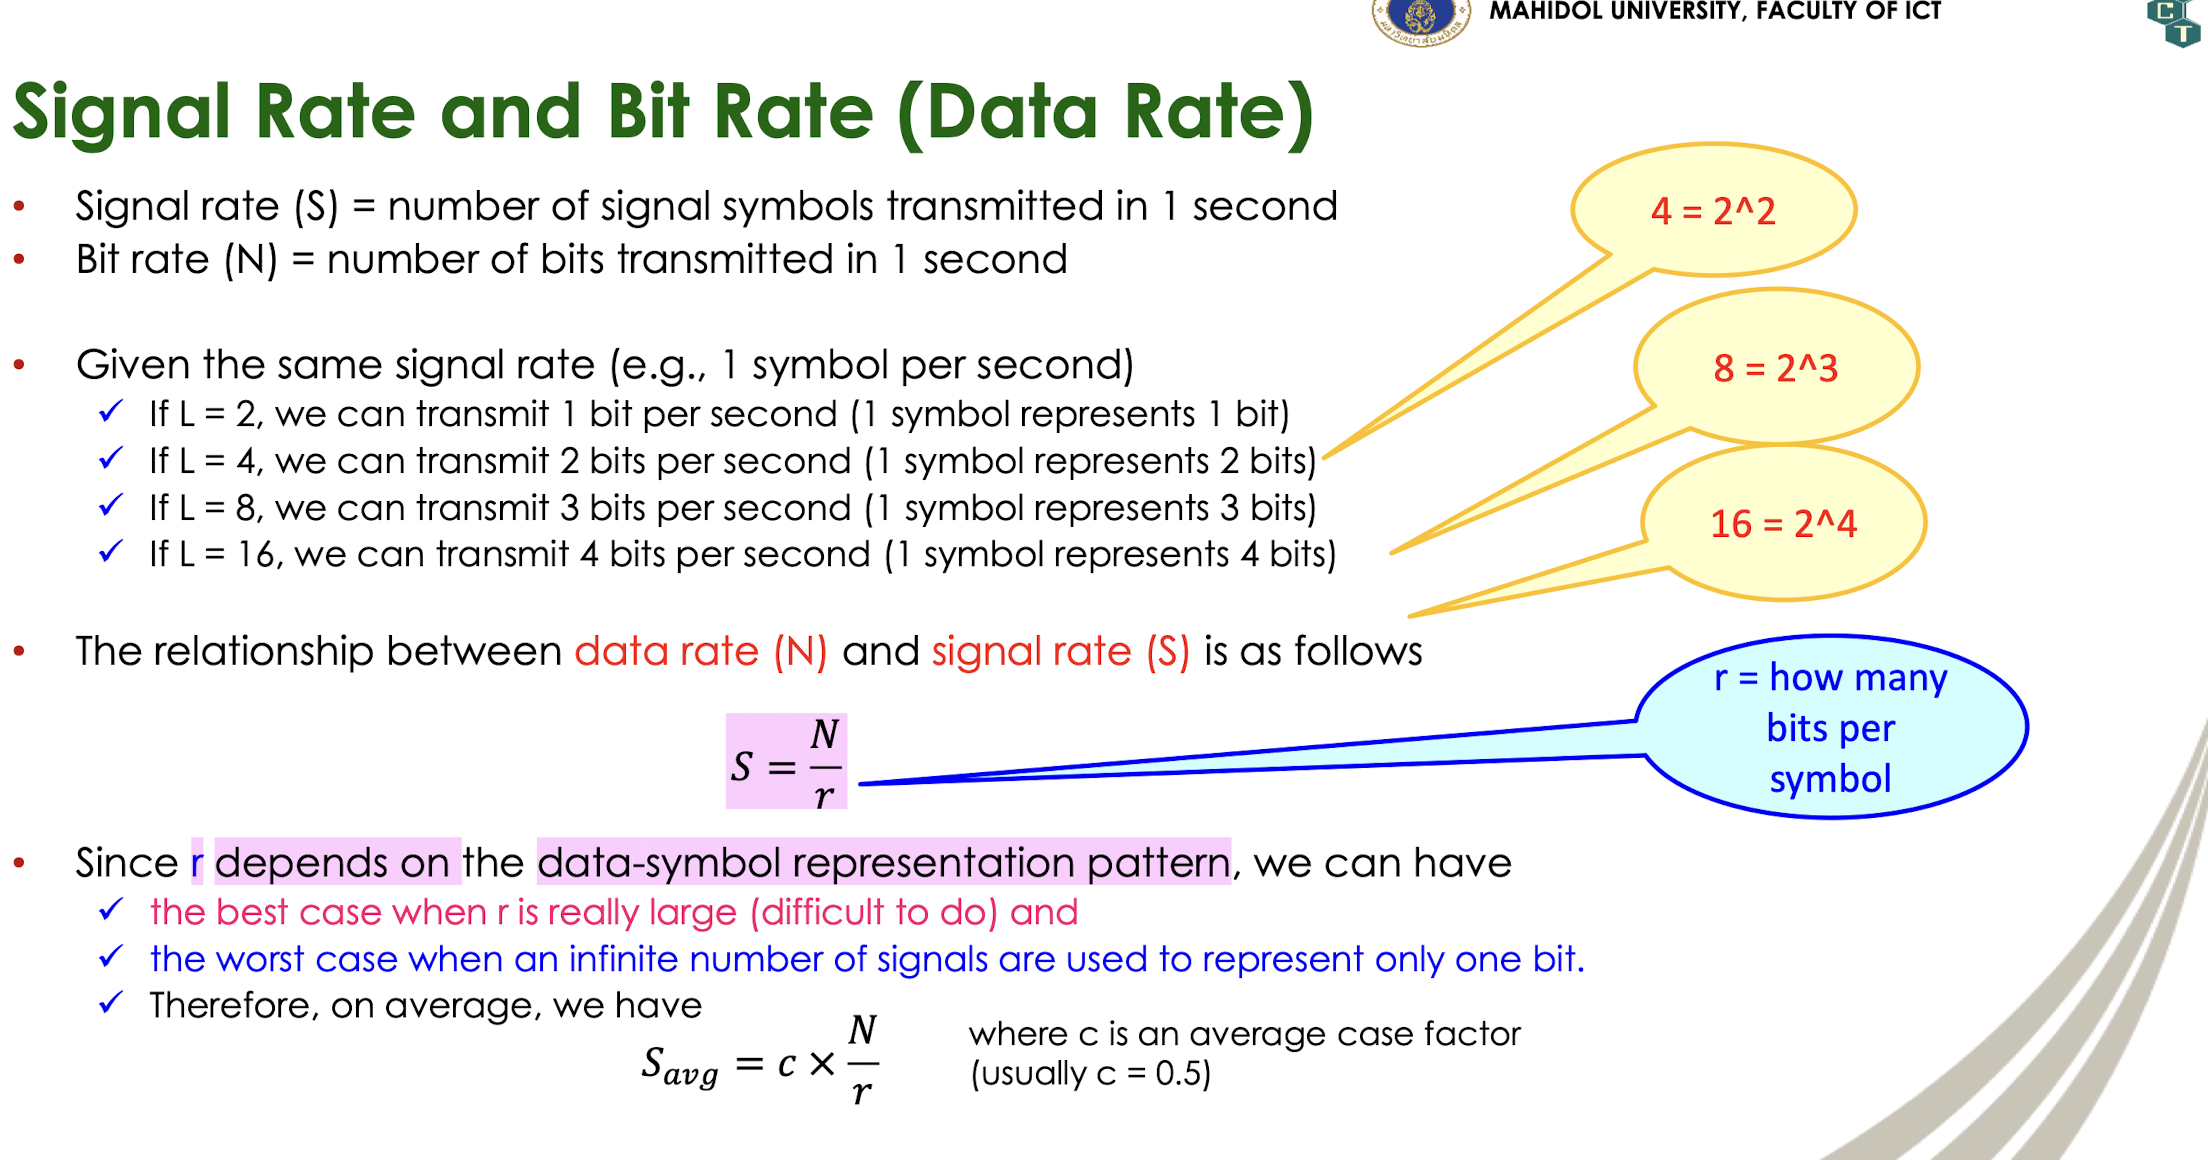 MAHIDOL UNIVERSITY, FACULTY OF ICT
C
T
Signal Rate and Bit Rate (Data Rate)
• Signal rate (S) = number of signal symbols transmitted in 1 second
• Bit rate (N) = number of bits transmitted in 1 second
4 = 2^2
• Given the same signal rate (e.g., 1 symbol per second)
✓ If L = 2, we can transmit 1 bit per second (1 symbol represents 1 bit)
✓ If L = 4, we can transmit 2 bits per second (1 symbol represents 2 bits)
✓ If L = 8, we can transmit 3 bits per second (1 symbol represents 3 bits)
✓ If L = 16, we can transmit 4 bits per second (1 symbol represents 4 bits)
8 = 2^3
16 = 2^4
• The relationship between data rate (N) and signal rate (S) is as follows
S = N/r
r = how many
bits per
symbol
• Since r depends on the data-symbol representation pattern, we can have
✓ the best case when r is really large (difficult to do) and
✓ the worst case when an infinite number of signals are used to represent only one bit.
✓ Therefore, on average, we have
S_avg = c × N/r
where c is an average case factor
(usually c = 0.5)